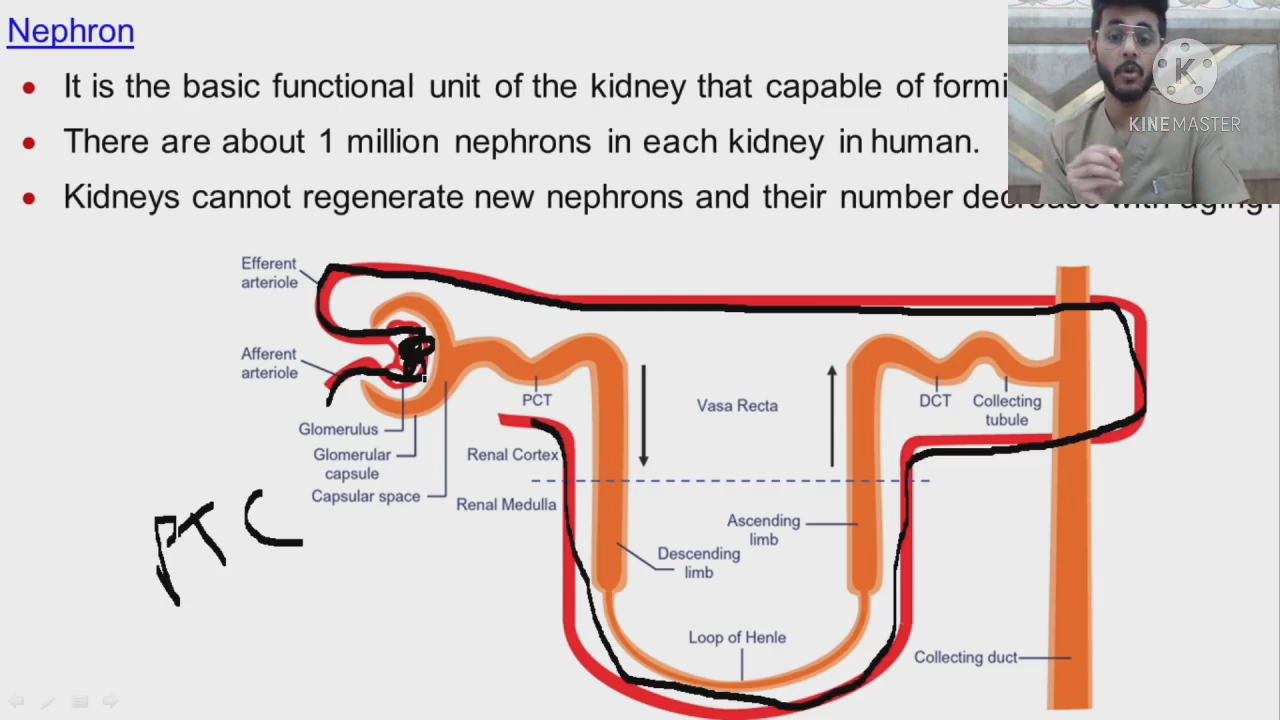 Nephron
It is the basic functional unit of the kidney that capable of
There are about 1 million nephrons in each kidney in human.
Kidneys cannot regenerate new nephrons and their number decrease with aging.
K
KINEMASTER
Efferent
arteriole
Afferent
arteriole
PCT
Vasa Recta
DCT
Collecting
tubule
Glomerulus
Glomerular
capsule
Capsular space
Renal Cortex
Renal Medulla
Ascending
limb
Descending
limb
PTC
Loop of Henle
Collecting duct